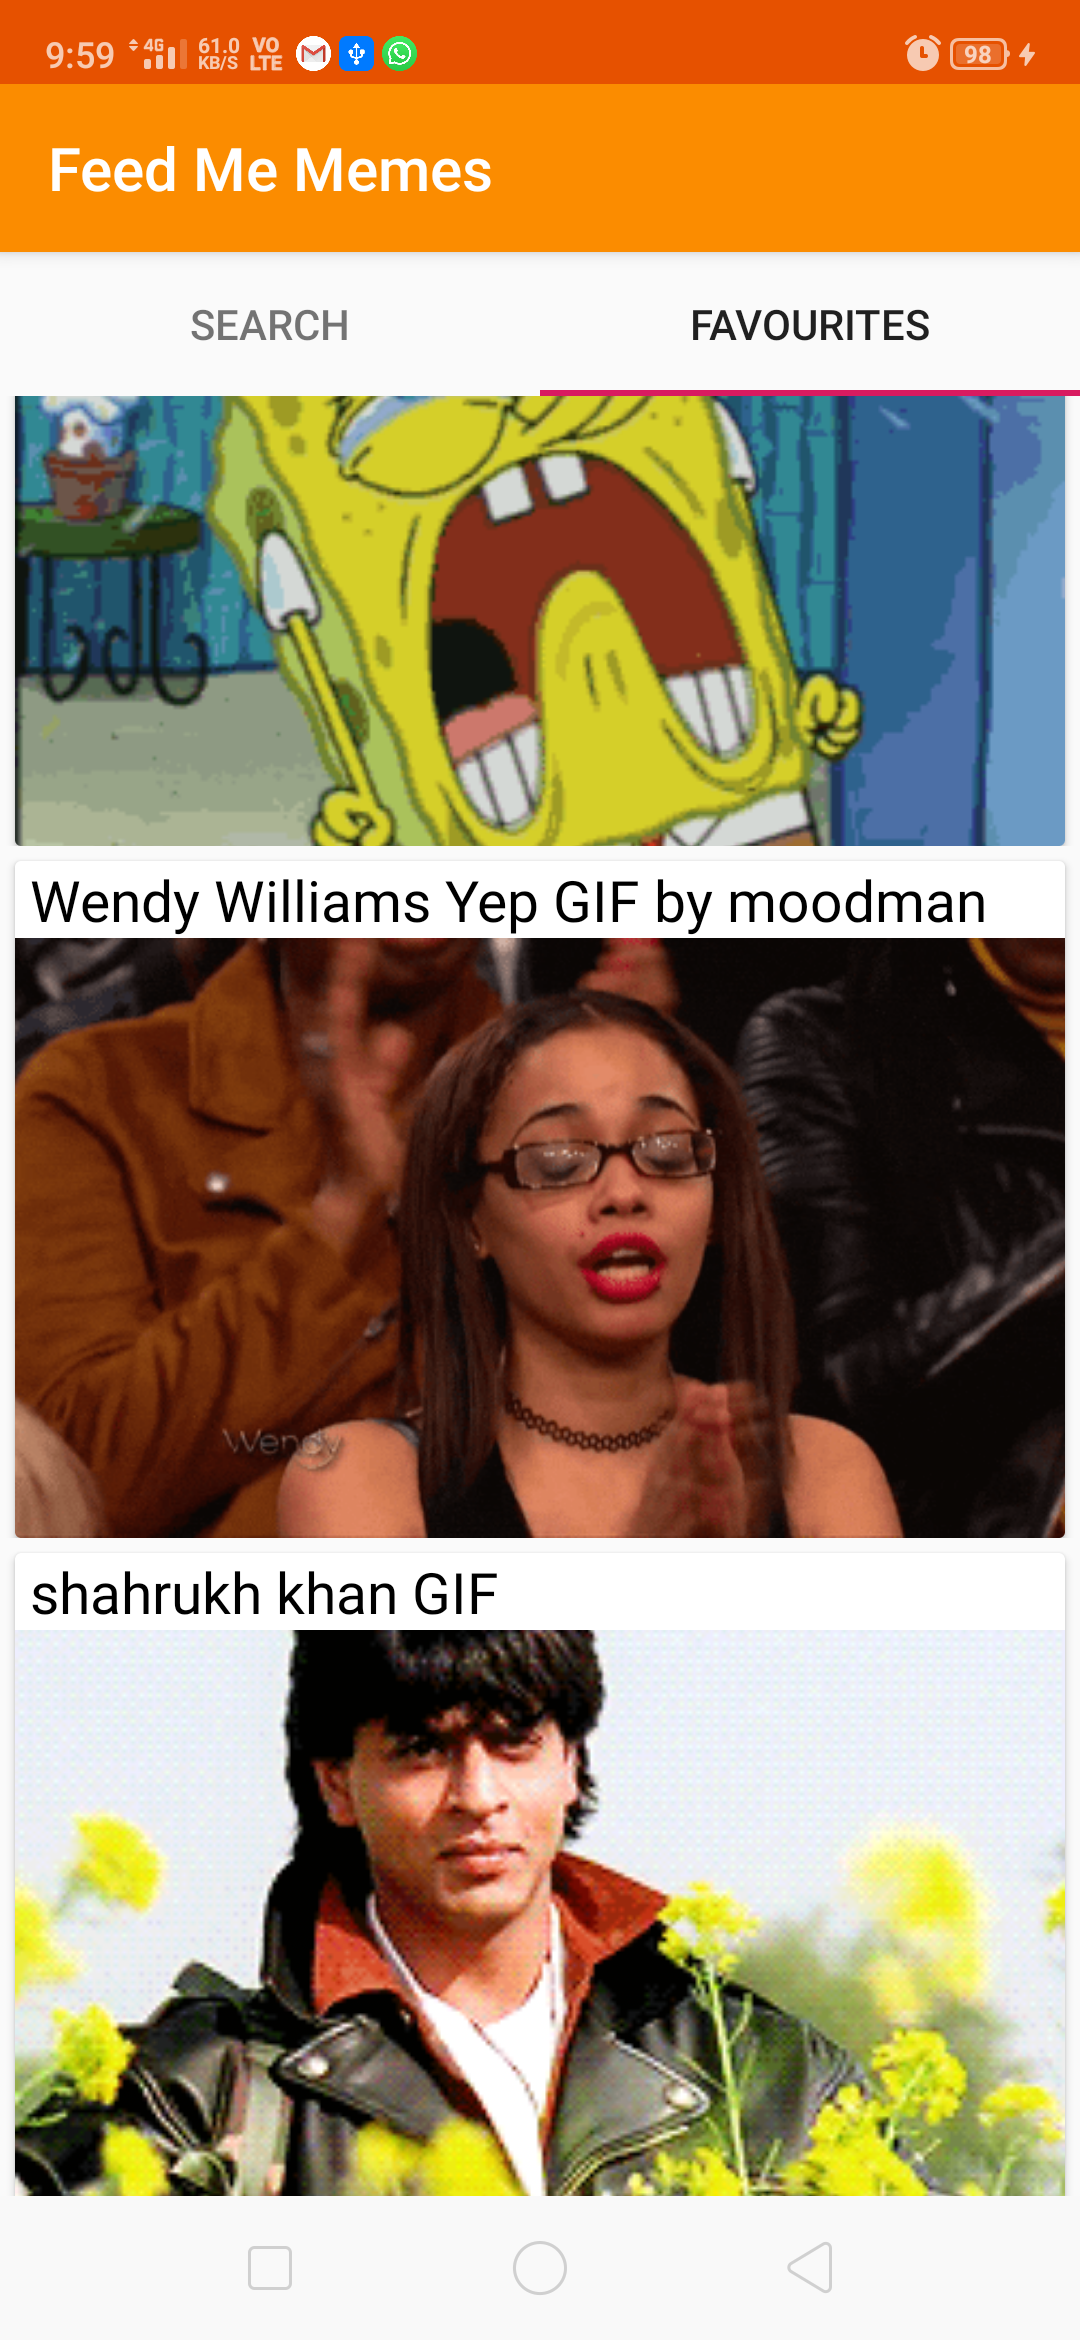 9:59 4G 61.0 KB/S VO LTE 98
Feed Me Memes
SEARCH FAVOURITES
Wendy Williams Yep GIF by moodman
Wendy
shahrukh khan GIF